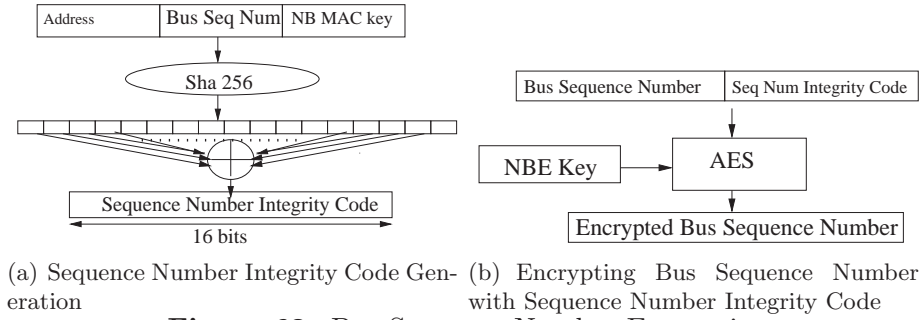 Address Bus Seq Num NB MAC key
Sha 256
Sequence Number Integrity Code
16 bits
Bus Sequence Number Seq Num Integrity Code
NBE Key
AES
Encrypted Bus Sequence Number
(a) Sequence Number Integrity Code Gen-
eration
(b) Encrypting Bus Sequence Number
with Sequence Number Integrity Code